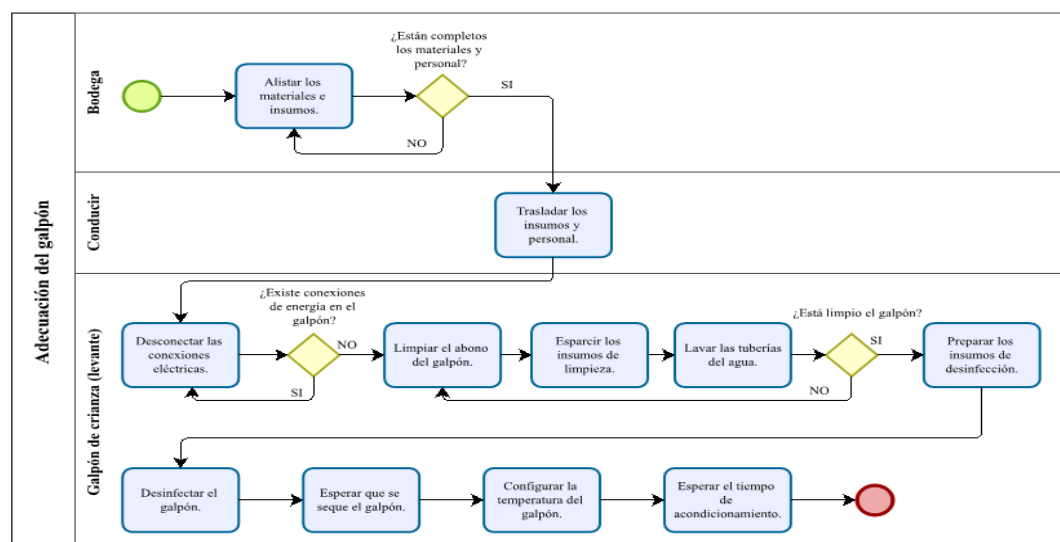 Adecuación del galpón
Bodega
Alistar los
materiales e
insumos.
¿Están completos
los materiales y
personal?
SI
NO
Conducir
Trasladar los
insumos y
personal.
Galpón de crianza (levante)
Desconectar las
conexiones
eléctricas.
¿Existe conexiones
de energía en el
galpón?
NO
SI
Limpiar el abono
del galpón.
Esparcir los
insumos de
limpieza.
Lavar las tuberías
del agua.
¿Está limpio el galpón?
SI
NO
Preparar los
insumos de
desinfección.
Desinfectar el
galpón.
Esperar que se
seque el galpón.
Configurar la
temperatura del
galpón.
Esperar el tiempo
de
acondicionamiento.